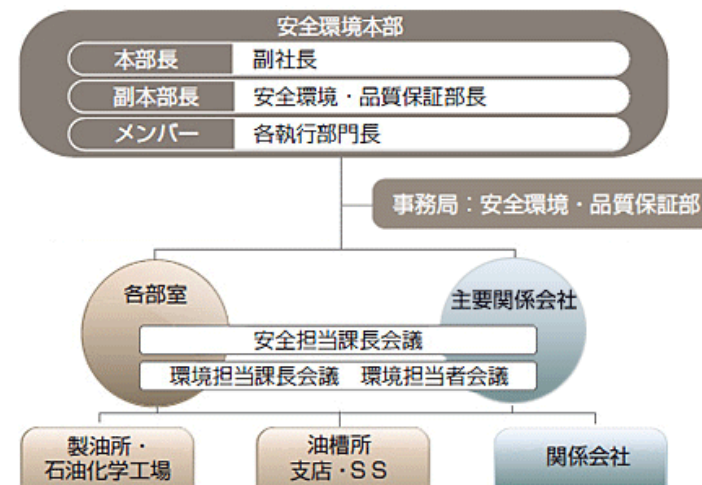 安全環境本部
本部長 副社長
副本部長 安全環境・品質保証部長
メンバー 各執行部門長
事務局：安全環境・品質保証部
各部室
主要関係会社
安全担当課長会議
環境担当課長会議 環境担当者会議
製油所・
石油化学工場
油槽所
支店・ＳＳ
関係会社